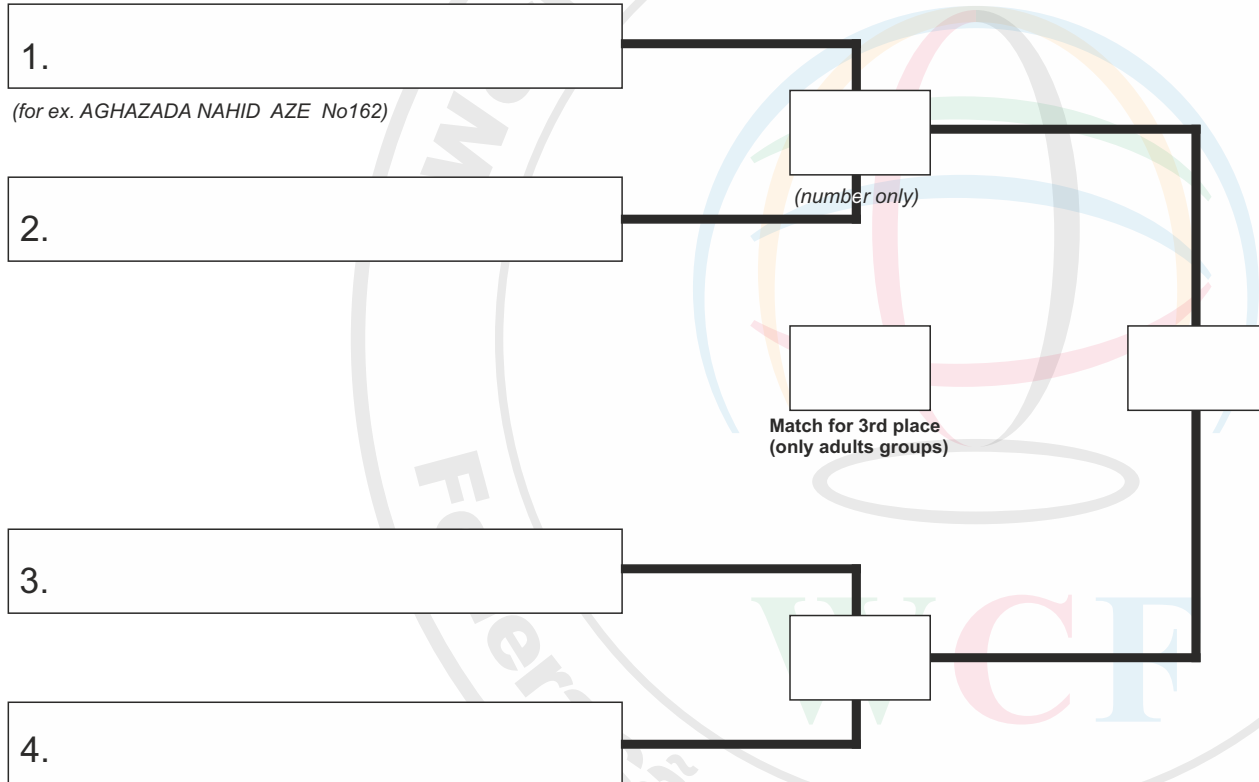 1.
(for ex. AGHAZADA NAHID AZE No162)
2.
(number only)
Match for 3rd place
(only adults groups)
3.
4.
WCF